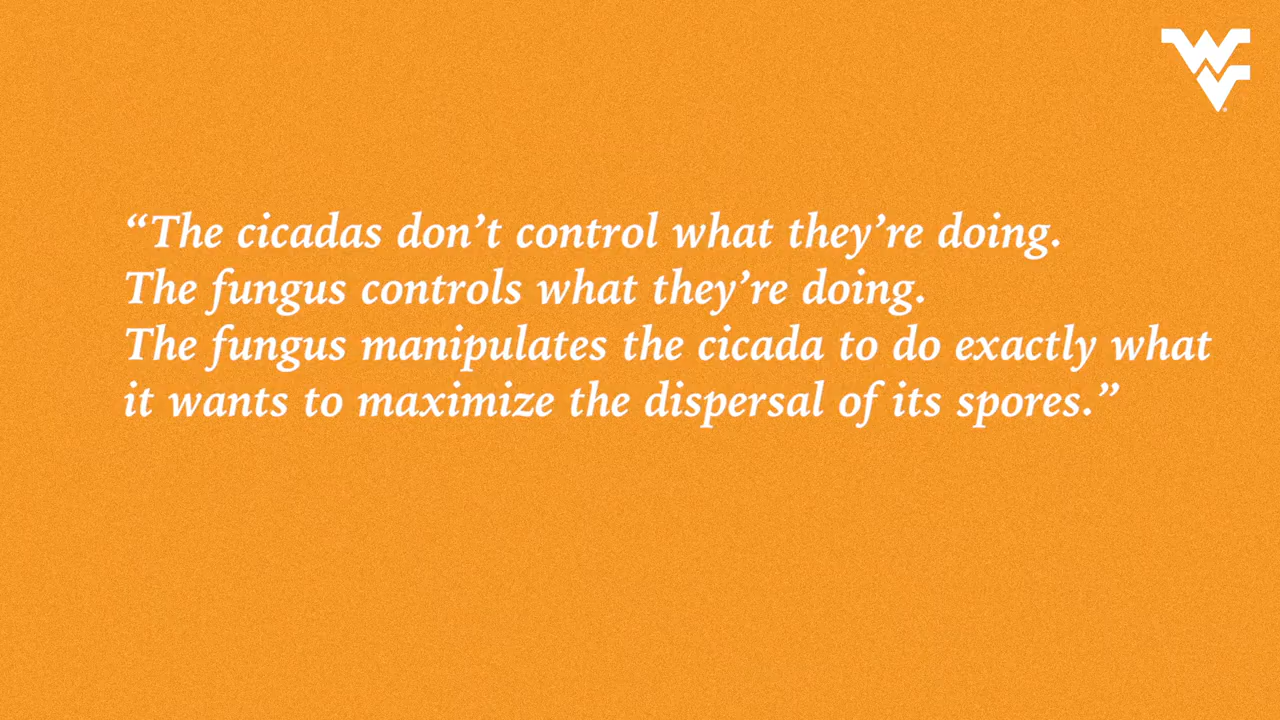 WV
“The cicadas don’t control what they’re doing.
The fungus controls what they’re doing.
The fungus manipulates the cicada to do exactly what
it wants to maximize the dispersal of its spores.”